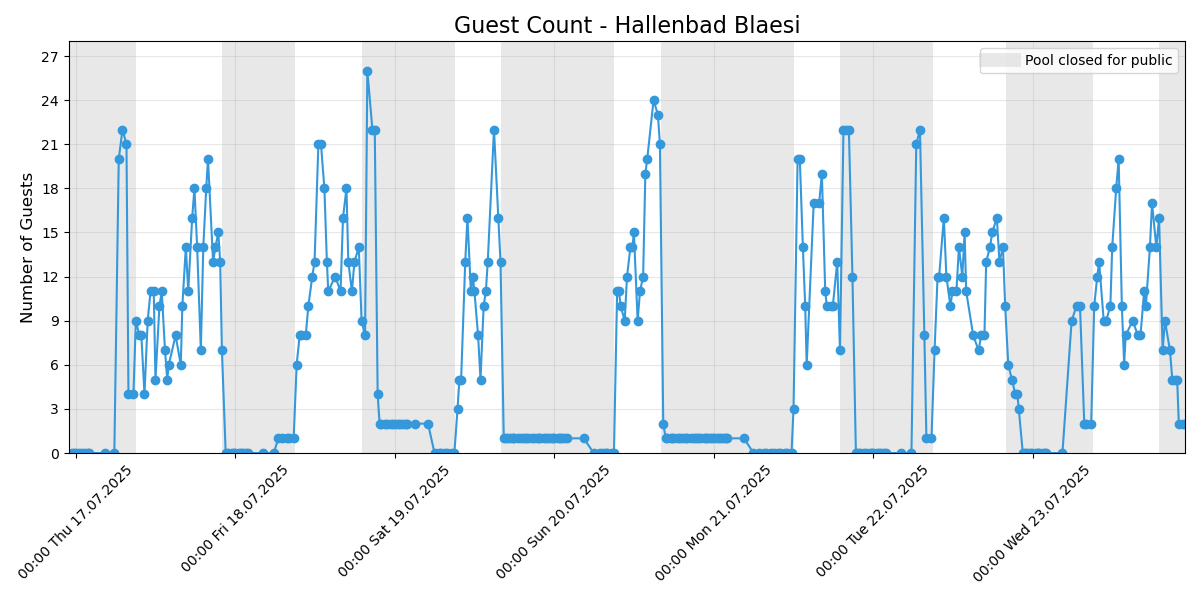 Guest Count - Hallenbad Blaesi
Pool closed for public
Number of Guests
27
24
21
18
15
12
9
6
3
0
00:00 Thu 17.07.2025
00:00 Fri 18.07.2025
00:00 Sat 19.07.2025
00:00 Sun 20.07.2025
00:00 Mon 21.07.2025
00:00 Tue 22.07.2025
00:00 Wed 23.07.2025